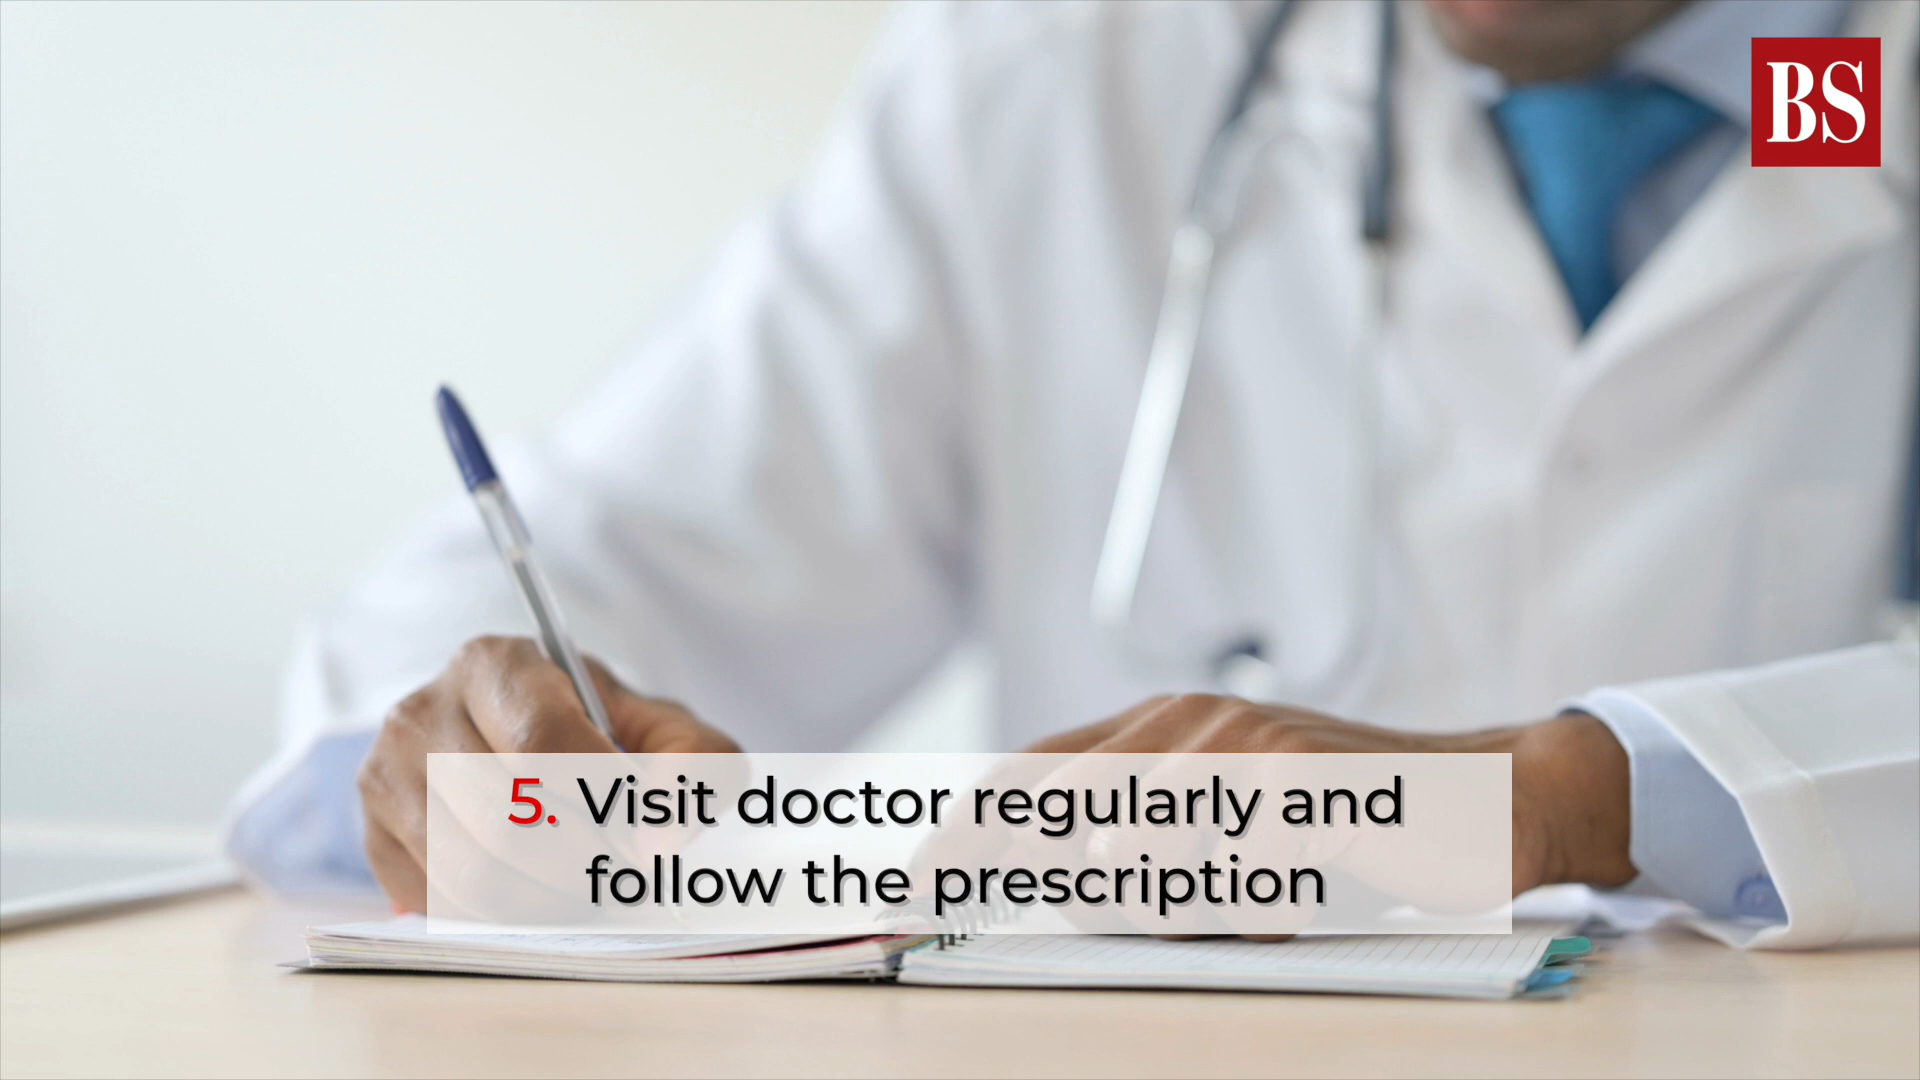 BS
5. Visit doctor regularly and
follow the prescription